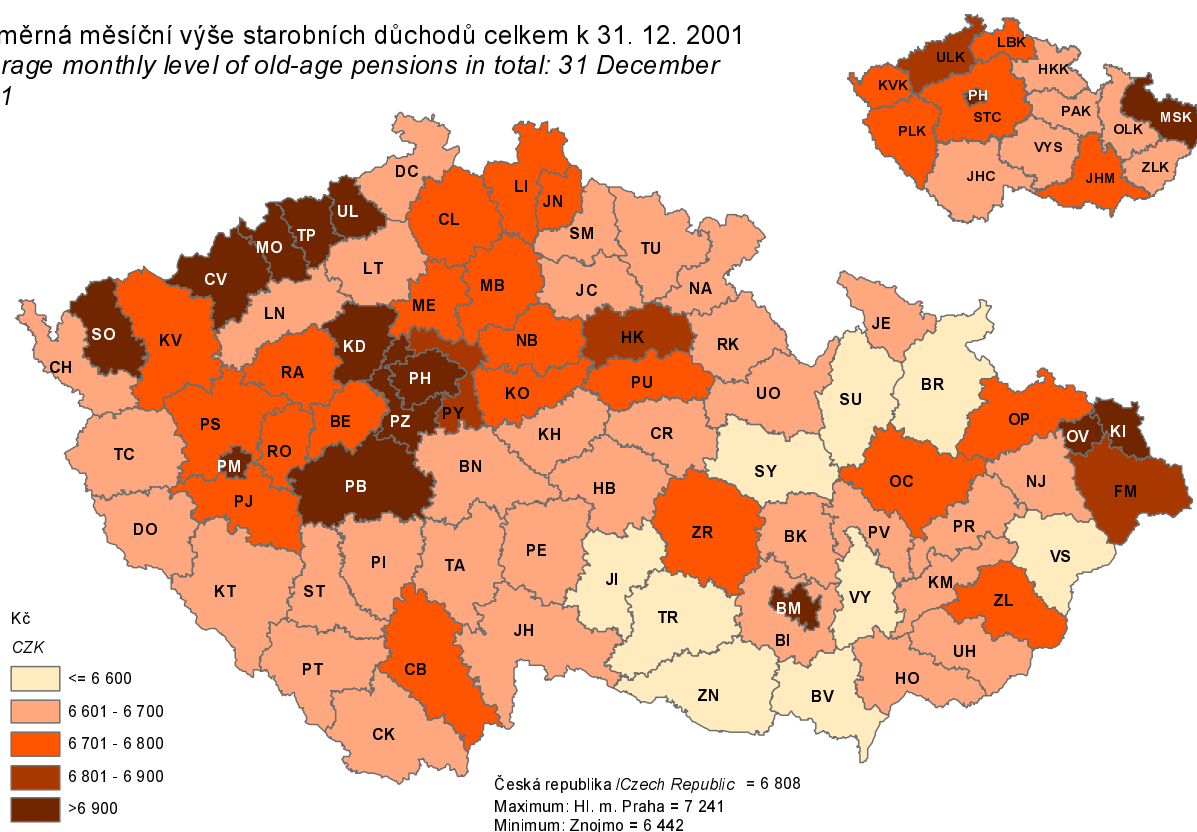 měrná měsíční výše starobních důchodů celkem k 31. 12. 2001
rage monthly level of old-age pensions in total: 31 December
1
LBK
ULK
HKK
KVK
PH
MSK
STC
PAK
PLK
OLK
VYS
ZLK
JHC
JHM
DC
LI
JN
UL
CL
TP
SM
MO
TU
LT
CV
MB
JC
NA
ME
LN
SO
KV
KD
NB
HK
RK
JE
CH
RA
PH
PU
BR
KO
UO
SU
PS
BE
PZ
PY
OP
KI
OV
KH
CR
TC
RO
PM
BN
SY
OC
NJ
FM
PB
HB
PJ
DO
ZR
BK
PV
PR
PI
TA
PE
VS
KT
ST
JI
KM
VY
ZL
BM
TR
JH
BI
UH
PT
CB
HO
ZN
BV
CK
Kč
CZK
<= 6 600
6 601 - 6 700
6 701 - 6 800
6 801 - 6 900
>6 900
Česká republika /Czech Republic = 6 808
Maximum: Hl. m. Praha = 7 241
Minimum: Znojmo = 6 442